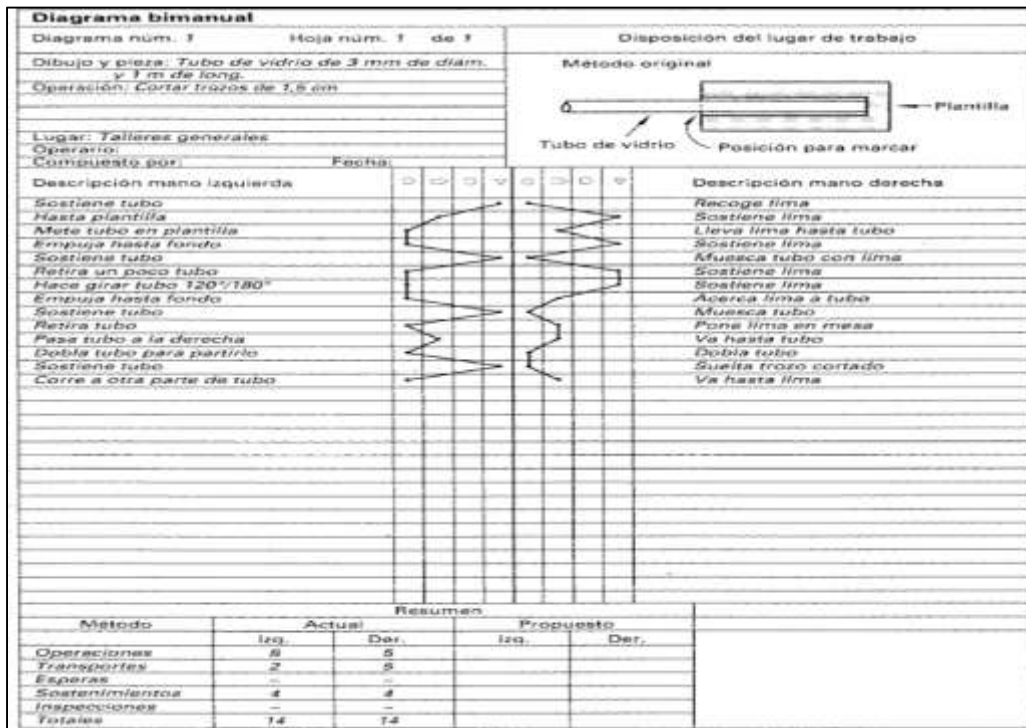 Diagrama bimanual
Diagrama núm. 1 Hoja núm. 1 de 1
Disposición del lugar de trabajo
Dibujo y pieza: Tubo de vidrio de 3 mm de diám.
y 1 m de long.
Operación: Cortar trozos de 1,5 cm
Lugar: Talleres generales
Operario:
Compuesto por: Fecha:
Método original
Plantilla
Tubo de vidrio Posición para marcar
Descripción mano izquierda Descripción mano derecha
Sostiene tubo Recoge lima
Hasta plantilla Sostiene lima
Mete tubo en plantilla Lleva lima hasta tubo
Empuja hasta fondo Sostiene lima
Sostiene tubo Muesca tubo con lima
Retira un poco tubo Sostiene lima
Hace girar tubo 120°/180° Sostiene lima
Empuja hasta fondo Acerca lima a tubo
Sostiene tubo Muesca tubo
Retira tubo Pone lima en mesa
Pasa tubo a la derecha Va hasta tubo
Dobla tubo para partirlo Dobla tubo
Sostiene tubo Suelta trozo cortado
Corre a otra parte de tubo Va hasta lima
Resumen
Método Actual Propuesto
Izq. Der. Izq. Der.
Operaciones 8 5
Transportes 2 5
Esperas – –
Sostenimientos 4 4
Inspecciones – –
Totales 14 14